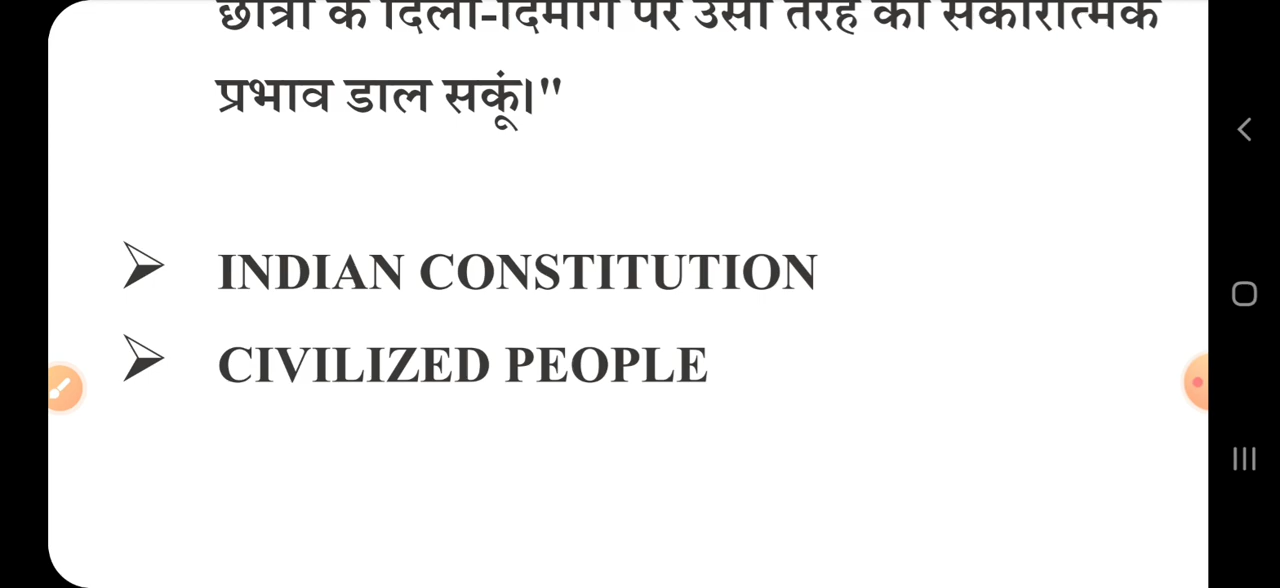 छात्रों के दिलो-दिमाग पर उसी तरह का सकारात्मक
प्रभाव डाल सकूं।"
INDIAN CONSTITUTION
CIVILIZED PEOPLE